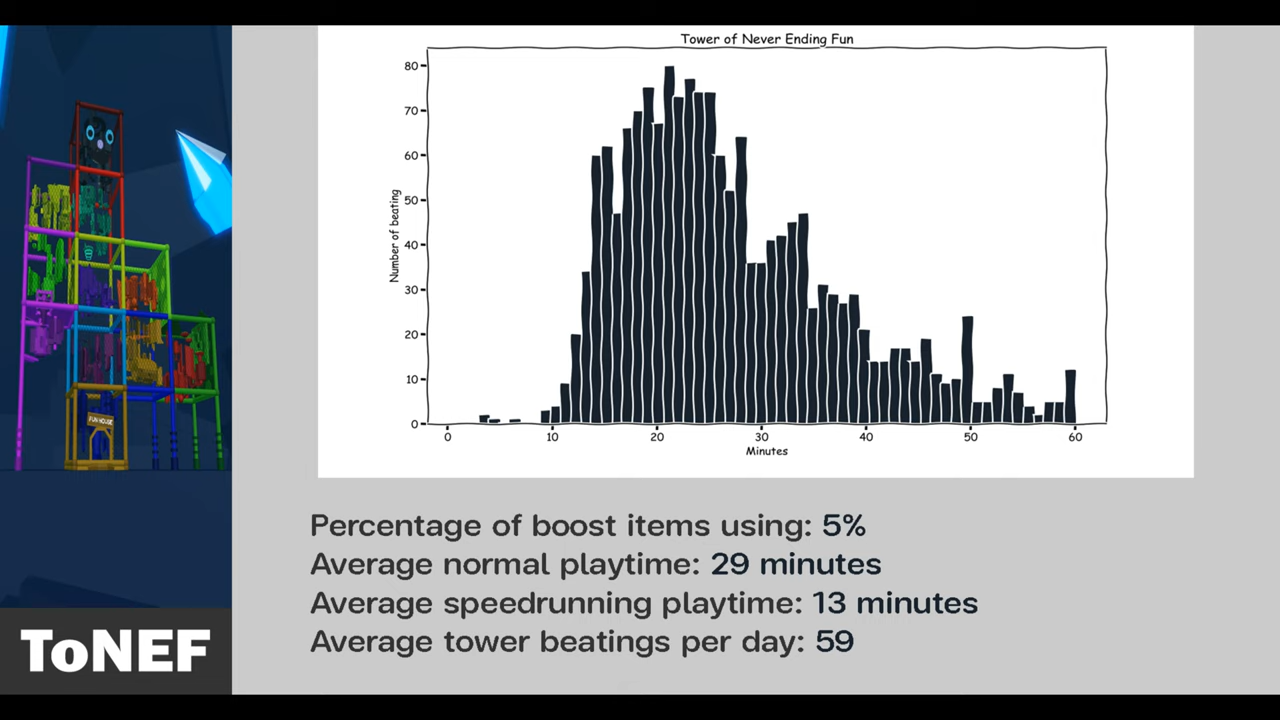 Tower of Never Ending Fun
80
70
60
50
40
30
20
10
0
Number of beating
0 10 20 30 40 50 60
Minutes
FUN HOUSE
ToNEF
Percentage of boost items using: 5%
Average normal playtime: 29 minutes
Average speedrunning playtime: 13 minutes
Average tower beatings per day: 59